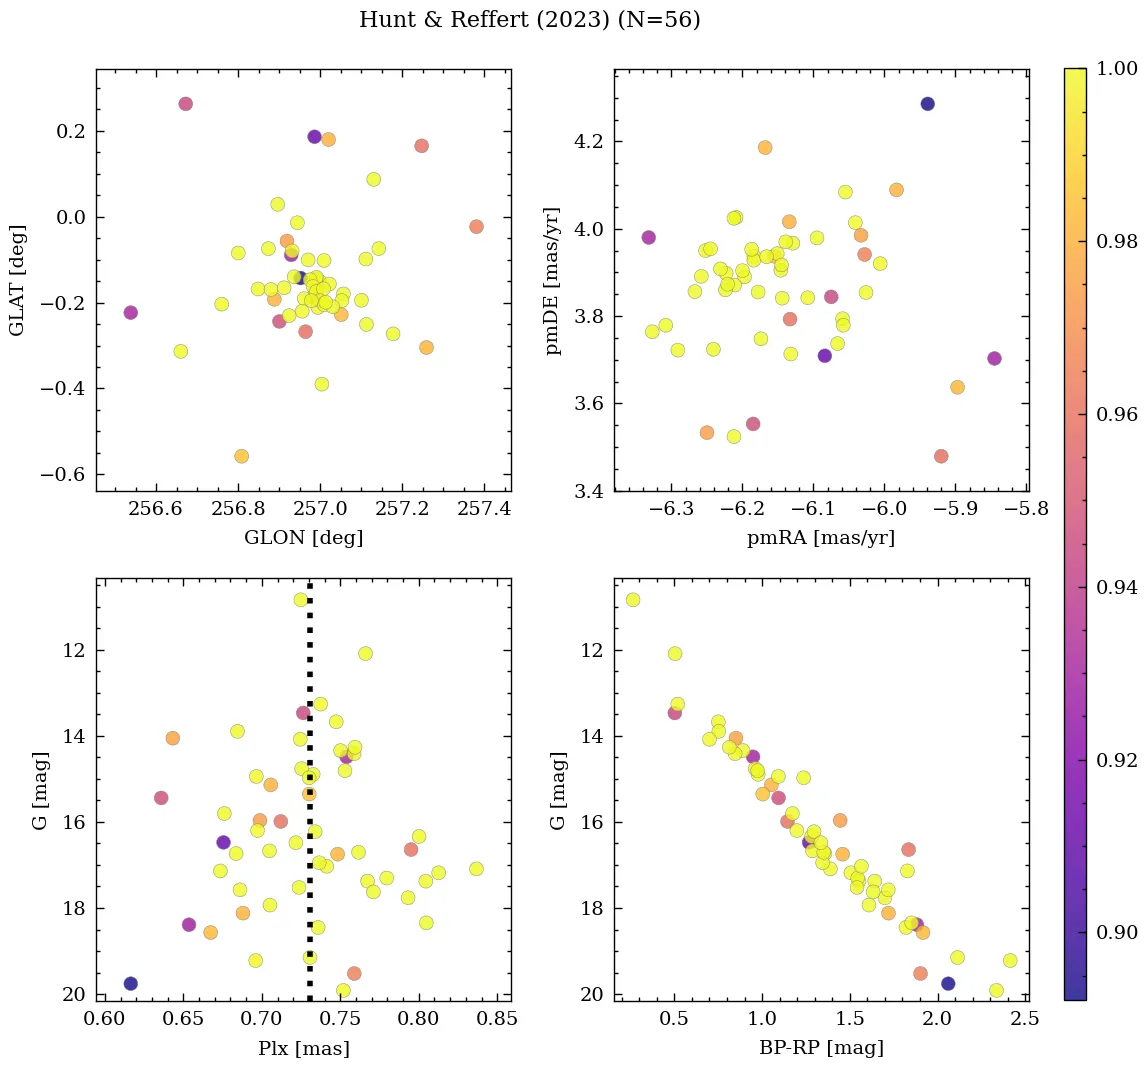 Hunt & Reffert (2023) (N=56)
0.2
0.0
−0.2
−0.4
−0.6
GLAT [deg]
256.6 256.8 257.0 257.2 257.4
GLON [deg]
4.2
4.0
3.8
3.6
3.4
pmDE [mas/yr]
−6.3 −6.2 −6.1 −6.0 −5.9 −5.8
pmRA [mas/yr]
12
14
16
18
20
G [mag]
0.60 0.65 0.70 0.75 0.80 0.85
Plx [mas]
12
14
16
18
20
G [mag]
0.5 1.0 1.5 2.0 2.5
BP-RP [mag]
1.00
0.98
0.96
0.94
0.92
0.90